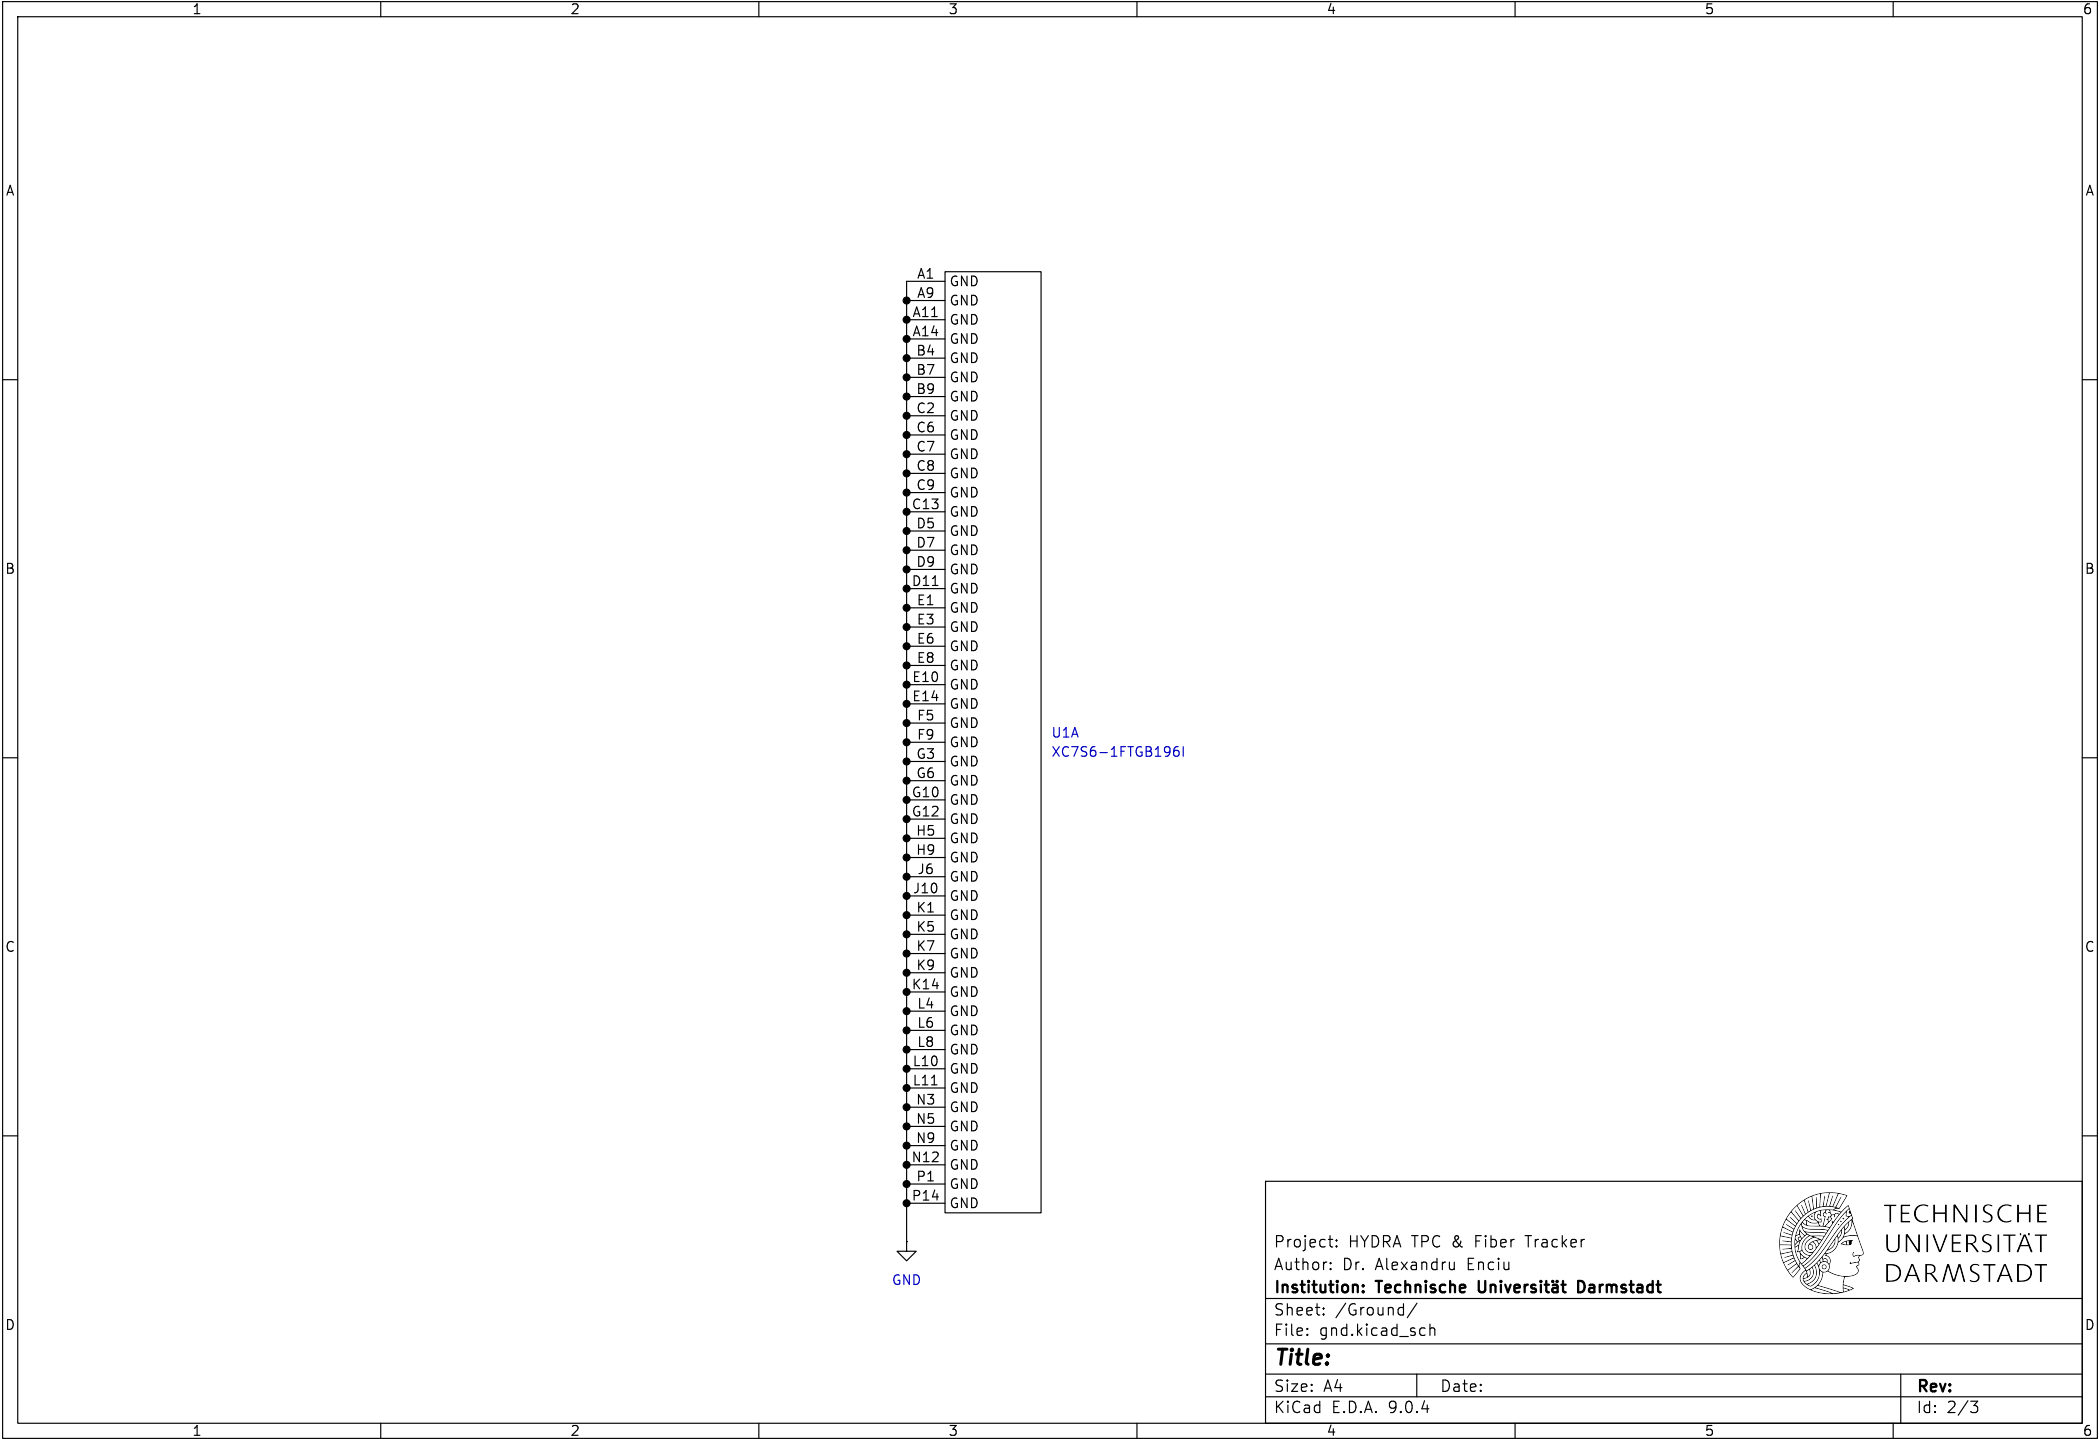 1 2 3 4 5 6
A A
B B
C C
D D
A1 GND
A9 GND
A11 GND
A14 GND
B4 GND
B7 GND
B9 GND
C2 GND
C6 GND
C7 GND
C8 GND
C9 GND
C13 GND
D5 GND
D7 GND
D9 GND
D11 GND
E1 GND
E3 GND
E6 GND
E8 GND
E10 GND
E14 GND
F5 GND
F9 GND
G3 GND
G6 GND
G10 GND
G12 GND
H5 GND
H9 GND
J6 GND
J10 GND
K1 GND
K5 GND
K7 GND
K9 GND
K14 GND
L4 GND
L6 GND
L8 GND
L10 GND
L11 GND
N3 GND
N5 GND
N9 GND
N12 GND
P1 GND
P14 GND
GND
U1A
XC7S6-1FTGB196I
Project: HYDRA TPC & Fiber Tracker
Author: Dr. Alexandru Enciu
Institution: Technische Universität Darmstadt
TECHNISCHE
UNIVERSITÄT
DARMSTADT
Sheet: /Ground/
File: gnd.kicad_sch
Title:
Size: A4 Date: Rev:
KiCad E.D.A. 9.0.4 Id: 2/3
1 2 3 4 5 6